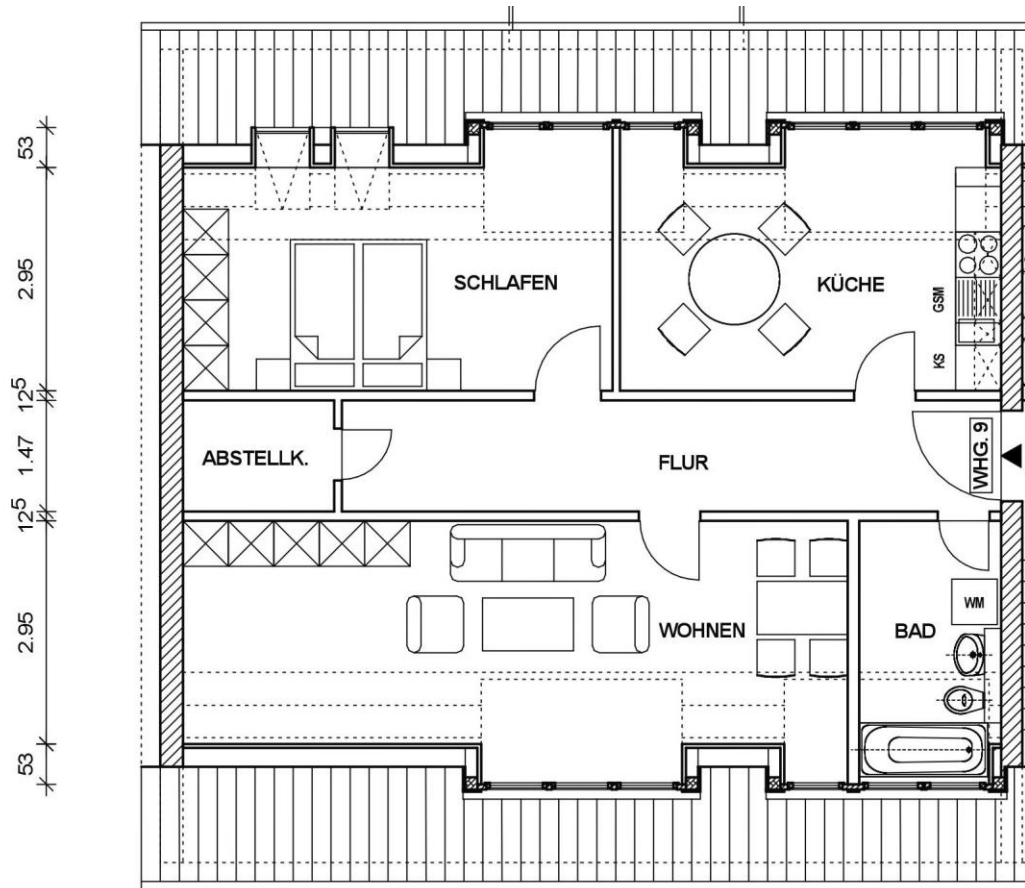 53
2.95
12⁵
1.47
12⁵
2.95
53
SCHLAFEN
KÜCHE
GSM
KS
ABSTELLK.
FLUR
WHG. 9
WOHNEN
BAD
WM